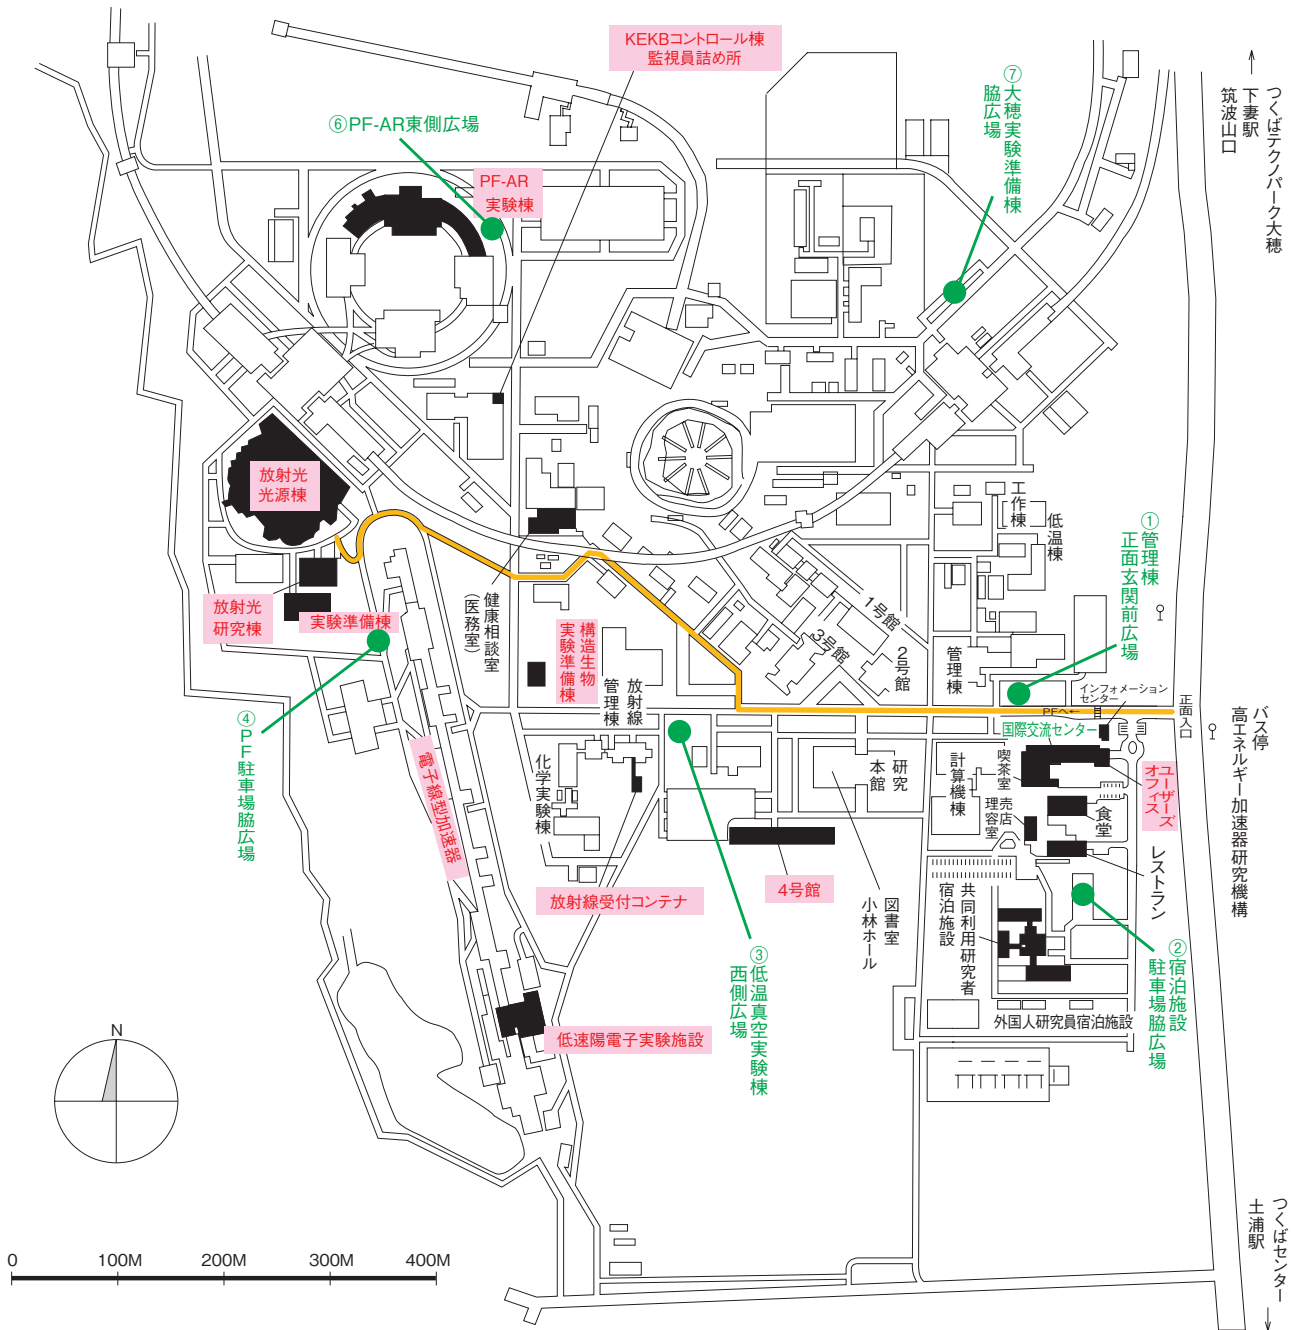 KEKBコントロール棟
監視員詰め所
⑥PF-AR東側広場
PF-AR
実験棟
⑦大穂実験準備棟
脇広場
つくばテクノパーク大穂
下妻駅
筑波山口
放射光
光源棟
工作棟
低温棟
①管理棟
正面玄関前広場
放射光
研究棟
実験準備棟
健康相談室
(医務室)
構造生物
実験準備棟
放射線
管理棟
1号館
3号館
2号館
管理棟
インフォメーション
センター
PFへ←
正面入口
国際交流センター
バス停
高エネルギー加速器研究機構
④PF駐車場脇広場
電子線型加速器
化学実験棟
研究
本館
計算機棟
喫茶室
売店
理容室
ユーザーズ
オフィス
食堂
レストラン
放射線受付コンテナ
4号館
図書室
小林ホール
共同利用研究者
宿泊施設
②宿泊施設
駐車場脇広場
③低温真空実験棟
西側広場
外国人研究員宿泊施設
低速陽電子実験施設
N
0 100M 200M 300M 400M
つくばセンター
土浦駅